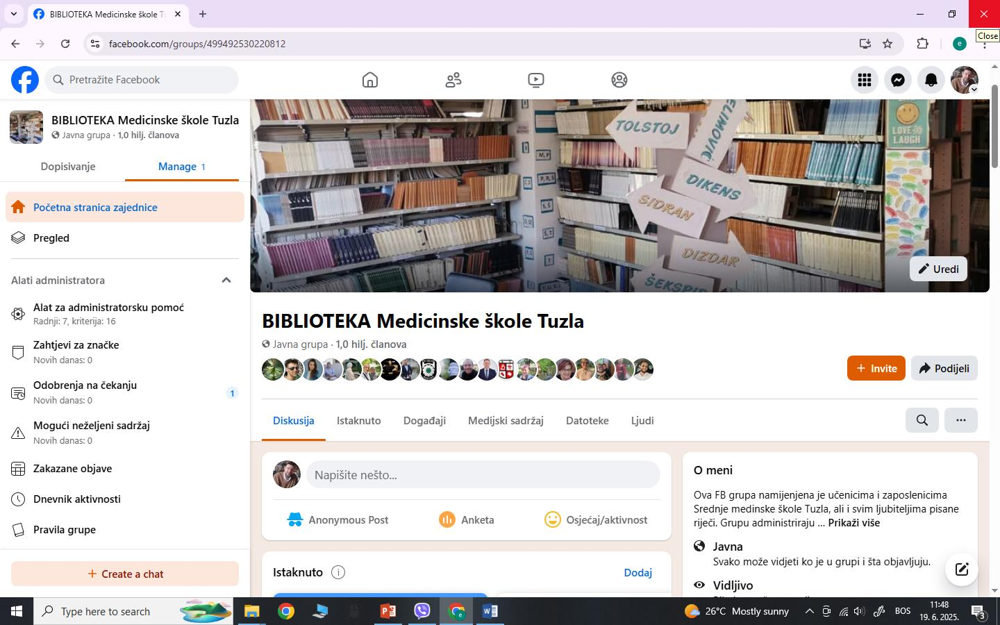 BIBLIOTEKA Medicinske škole Tu
Close
facebook.com/groups/499492530220812
e
Pretražite Facebook
BIBLIOTEKA Medicinske škole Tuzla
Javna grupa · 1,0 hilj. članova
Dopisivanje
Manage 1
Početna stranica zajednice
Pregled
Alati administratora
Alat za administratorsku pomoć
Radnji: 7, kriterija: 16
Zahtjevi za značke
Novih danas: 0
Odobrenja na čekanju
Novih danas: 0
1
Mogući neželjeni sadržaj
Novih danas: 0
Zakazane objave
Dnevnik aktivnosti
Pravila grupe
+ Create a chat
TOLSTOJ
DIKENS
SIDRAN
DIZDAR
M, P
P, R, S
S, Š
LOVE
LAUGH
Uredi
BIBLIOTEKA Medicinske škole Tuzla
Javna grupa · 1,0 hilj. članova
+ Invite
Podijeli
Diskusija
Istaknuto
Događaji
Medijski sadržaj
Datoteke
Ljudi
Napišite nešto...
Anonymous Post
Anketa
Osjećaj/aktivnost
Istaknuto
Dodaj
O meni
Ova FB grupa namijenjena je učenicima i zaposlenicima
Srednje medinske škole Tuzla, ali i svim ljubiteljima pisane
riječi. Grupu administriraju ... Prikaži više
Javna
Svako može vidjeti ko je u grupi i šta objavljuju.
Vidljivo
Type here to search
26°C Mostly sunny
BOS
11:48
19. 6. 2025.
3